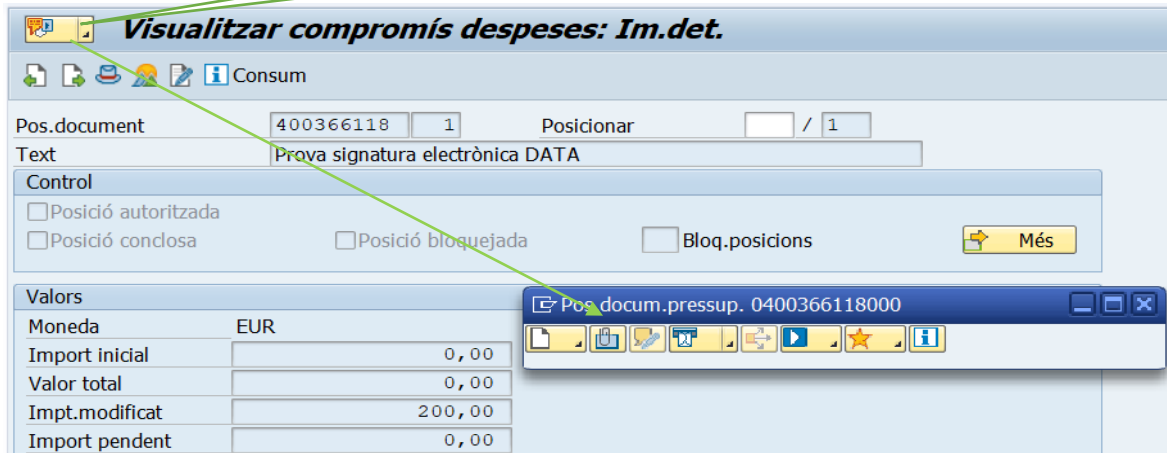 Visualitzar compromís despeses: Im.det.
Consum
Pos.document 400366118 1 Posicionar / 1
Text Prova signatura electrònica DATA
Control
Posició autoritzada
Posició conclosa Posició bloquejada Bloq.posicions Més
Valors
Pos.docum.pressup. 0400366118000
Moneda EUR
Import inicial 0,00
Valor total 0,00
Impt.modificat 200,00
Import pendent 0,00